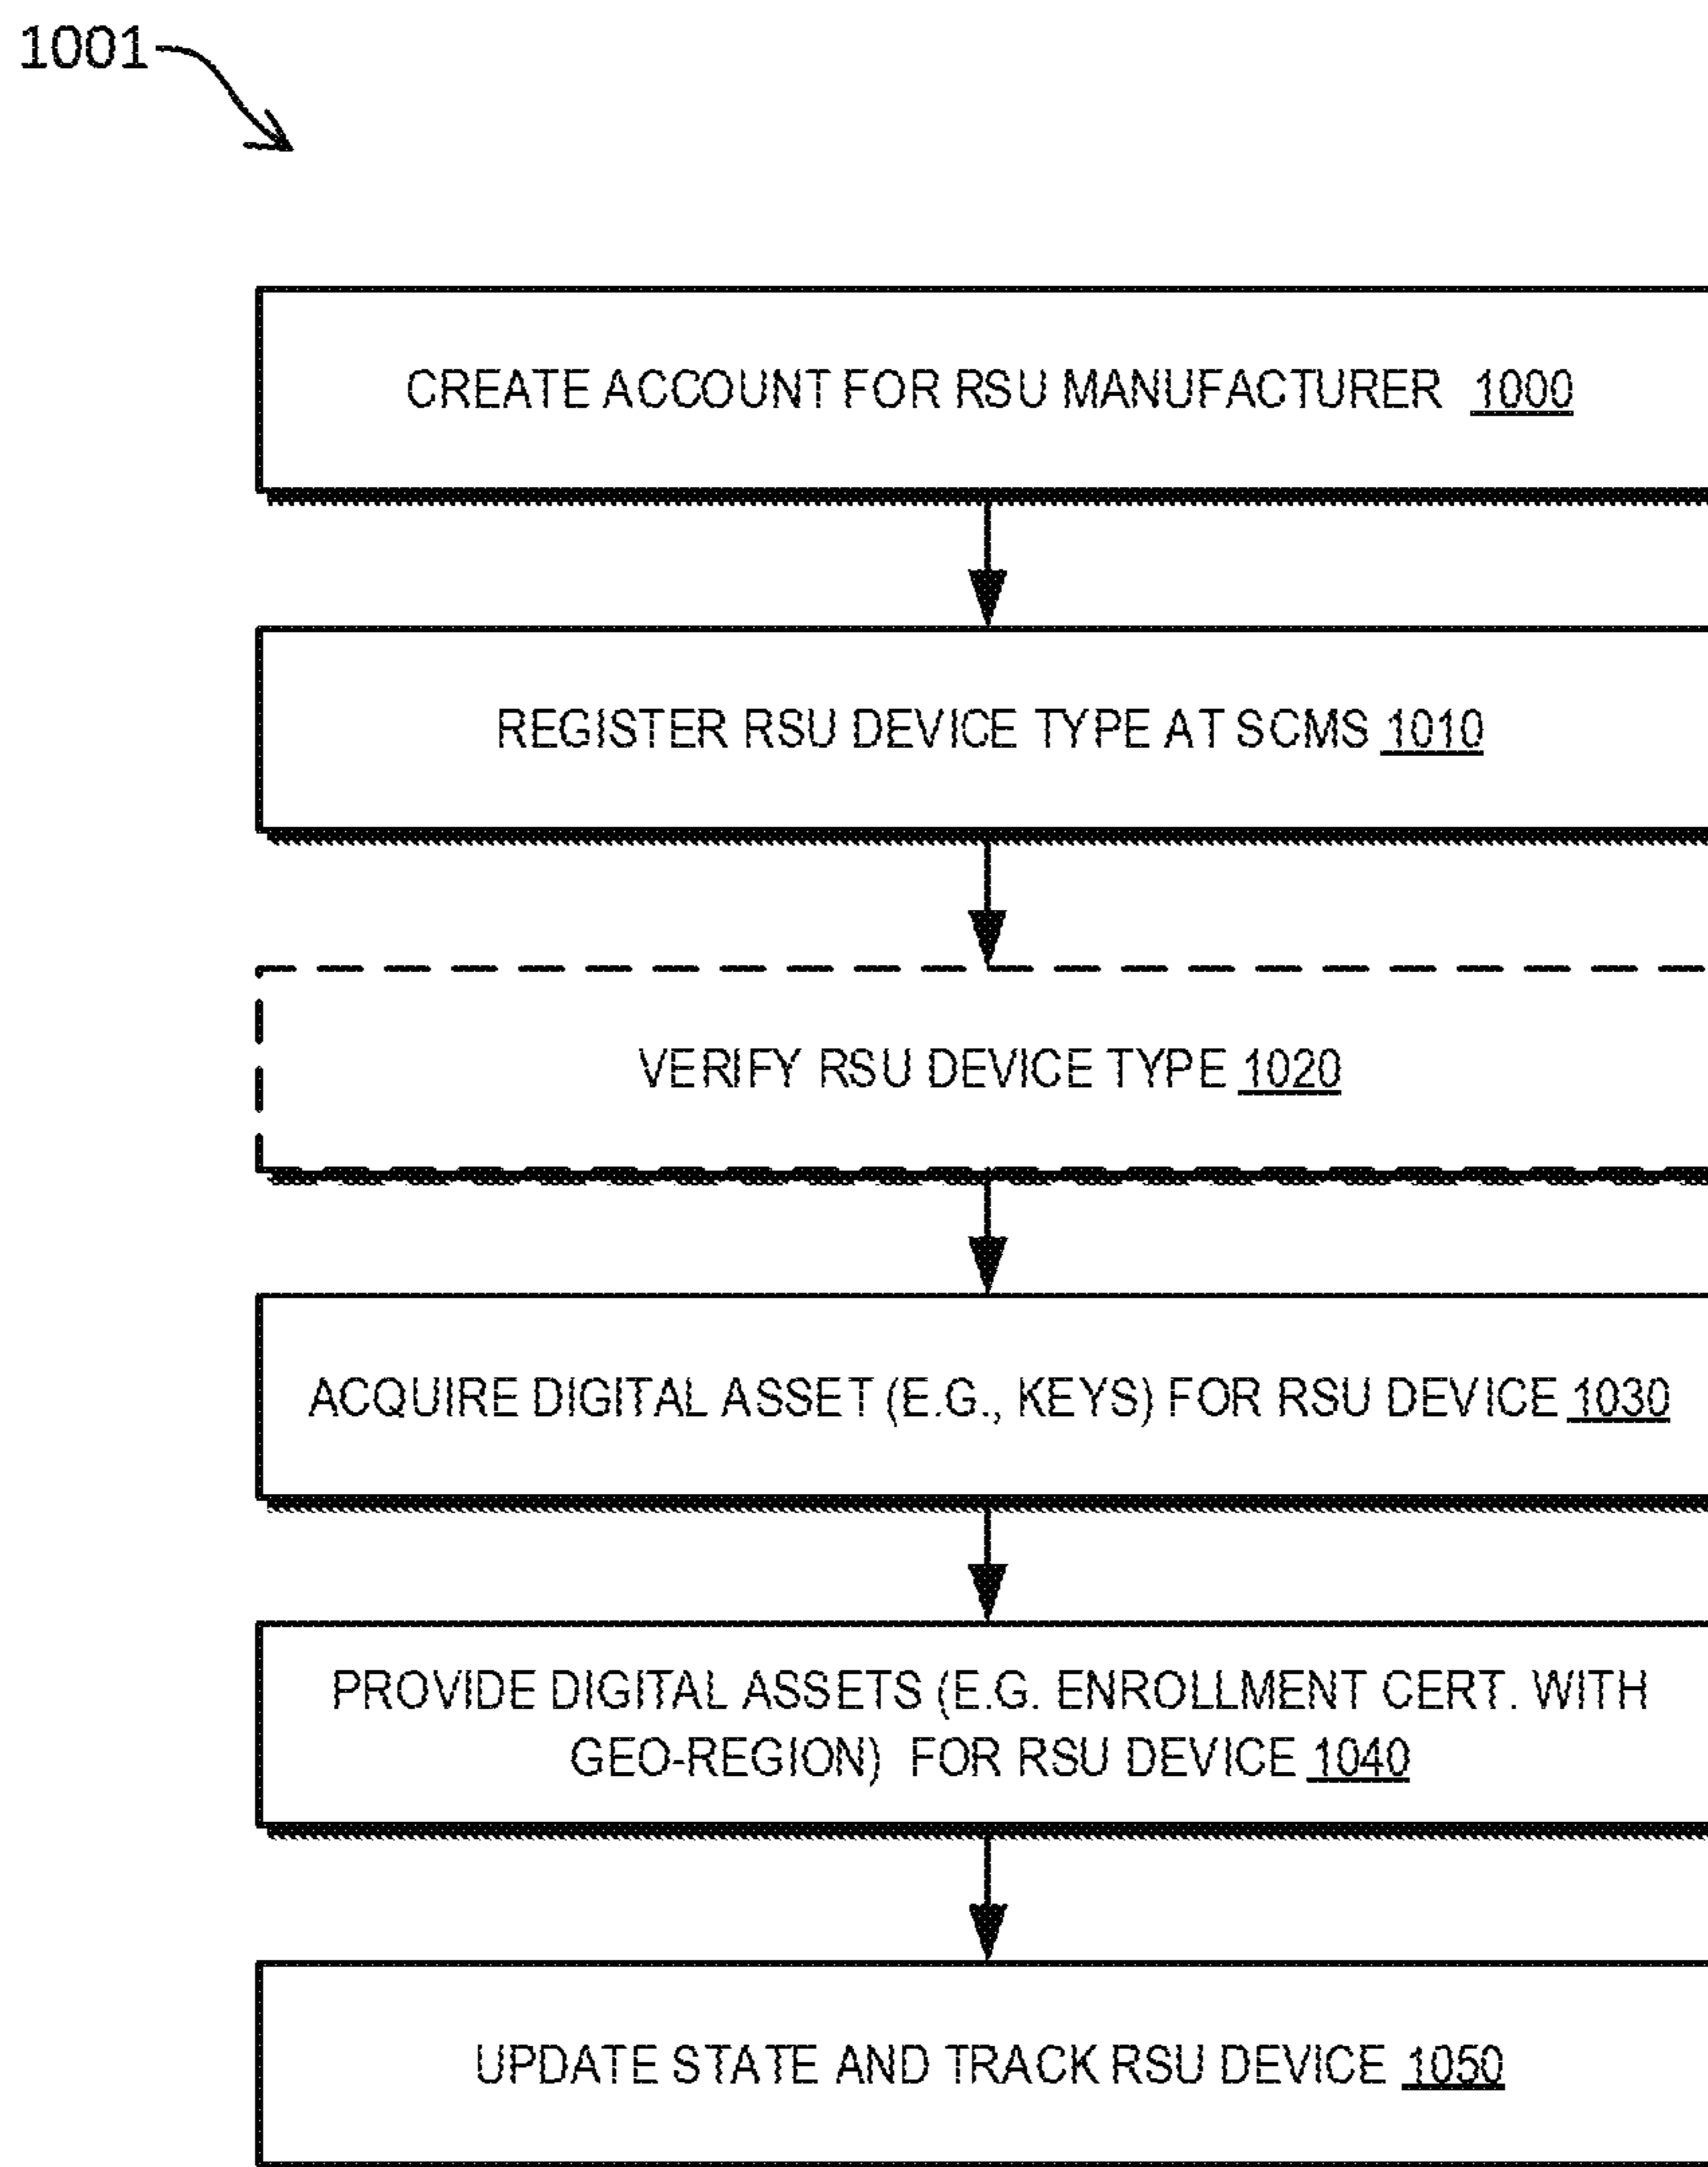 1001
CREATE ACCOUNT FOR RSU MANUFACTURER 1000
REGISTER RSU DEVICE TYPE AT SCMS 1010
VERIFY RSU DEVICE TYPE 1020
ACQUIRE DIGITAL ASSET (E.G., KEYS) FOR RSU DEVICE 1030
PROVIDE DIGITAL ASSETS (E.G. ENROLLMENT CERT. WITH
GEO-REGION) FOR RSU DEVICE 1040
UPDATE STATE AND TRACK RSU DEVICE 1050